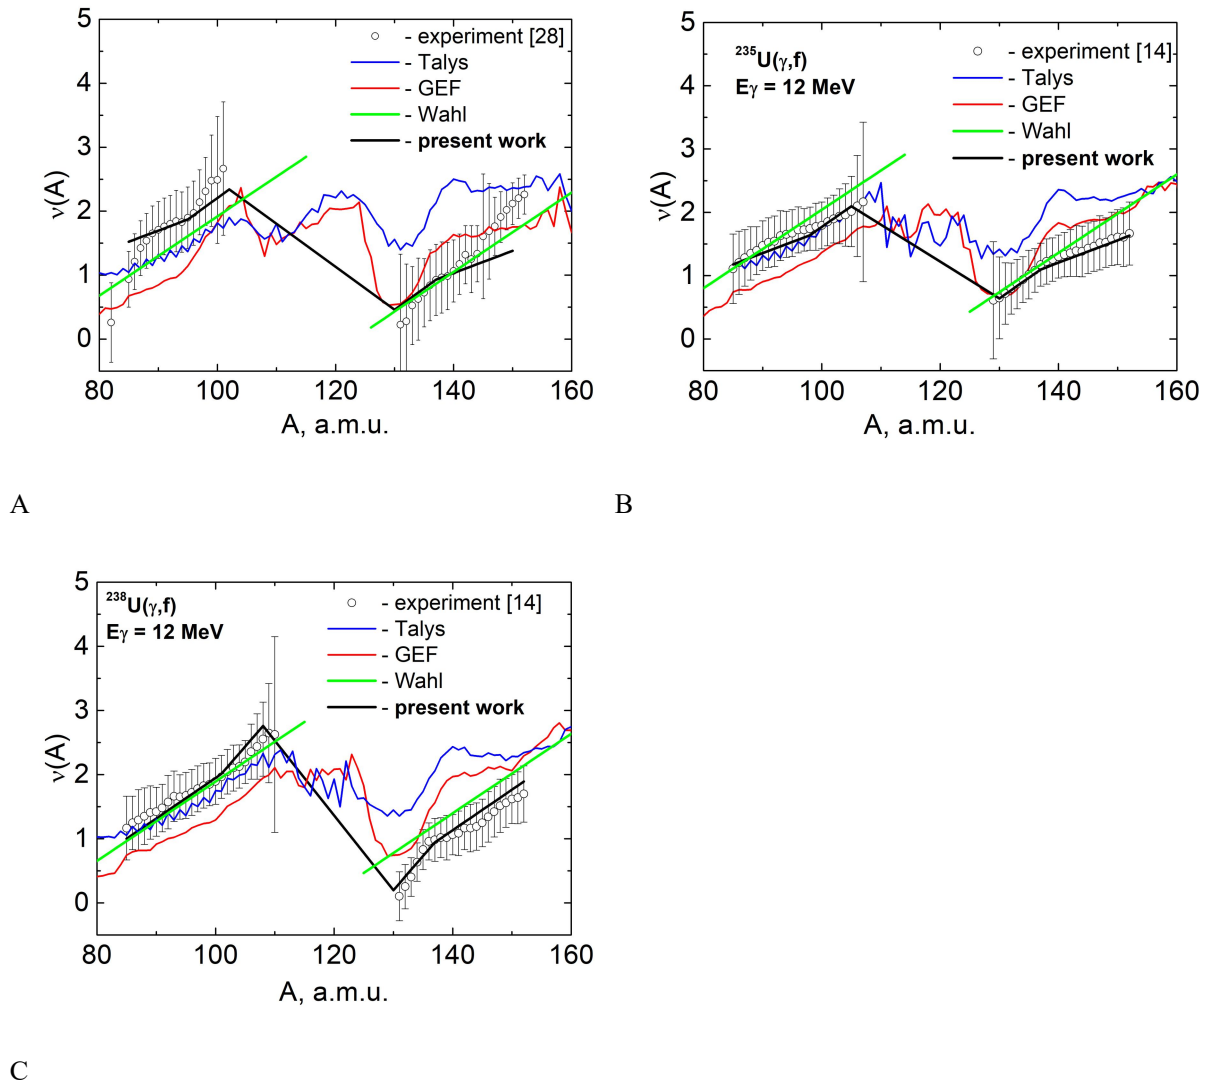 5
4
3
2
1
0
ν(A)
- experiment [28]
- Talys
- GEF
- Wahl
- present work
80 100 120 140 160
A, a.m.u.
A
5
4
3
2
1
0
ν(A)
²³⁵U(γ,f)
Eγ = 12 MeV
- experiment [14]
- Talys
- GEF
- Wahl
- present work
80 100 120 140 160
A, a.m.u.
B
5
4
3
2
1
0
ν(A)
²³⁸U(γ,f)
Eγ = 12 MeV
- experiment [14]
- Talys
- GEF
- Wahl
- present work
80 100 120 140 160
A, a.m.u.
C